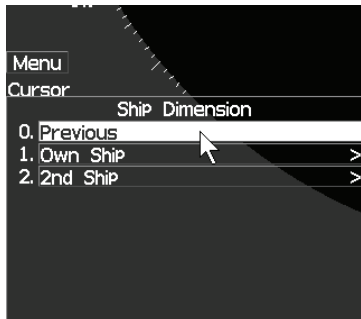 Menu
Cursor
Ship Dimension
0. Previous
1. Own Ship >
2. 2nd Ship >